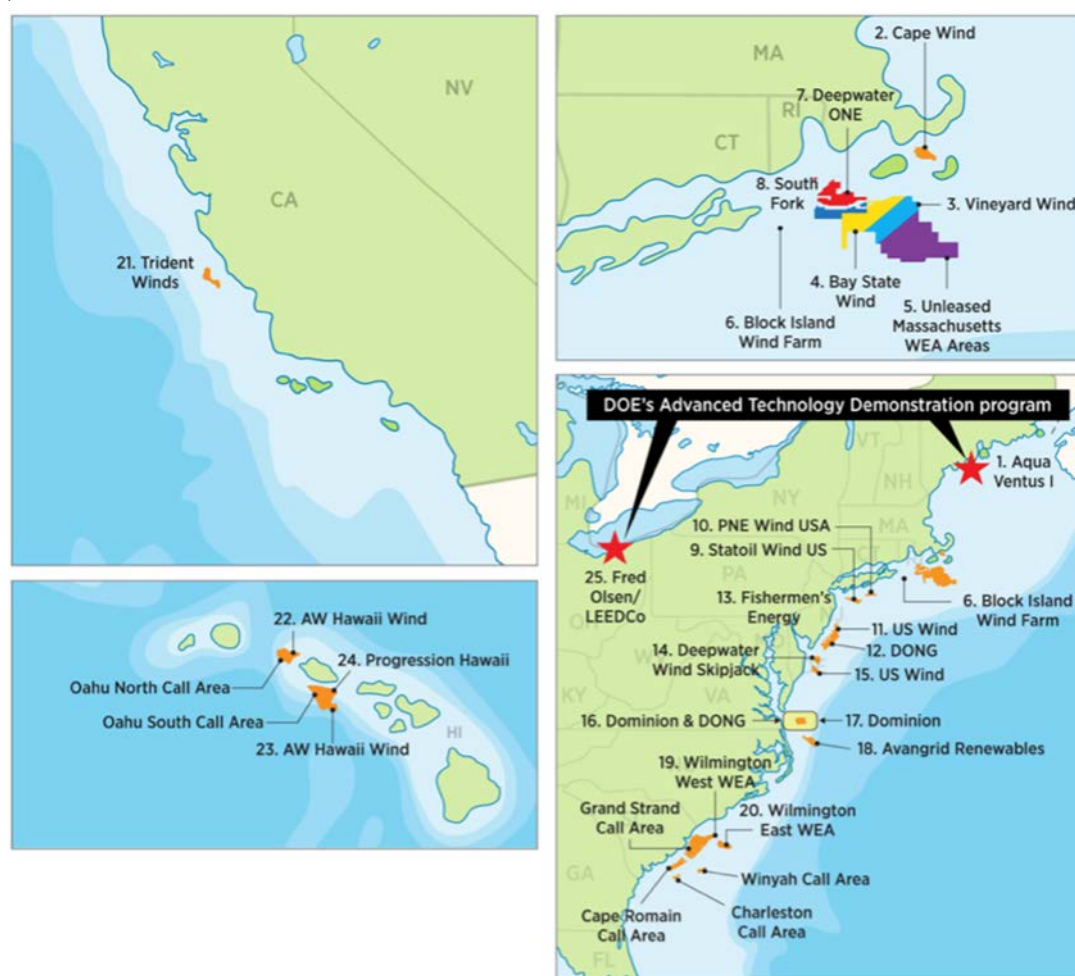 NV
CA
21. Trident
Winds
2. Cape Wind
MA
7. Deepwater
ONE
RI
CT
8. South
Fork
3. Vineyard Wind
4. Bay State
Wind
5. Unleased
Massachusetts
WEA Areas
6. Block Island
Wind Farm
22. AW Hawaii Wind
24. Progression Hawaii
Oahu North Call Area
Oahu South Call Area
23. AW Hawaii Wind
HI
DOE's Advanced Technology Demonstration program
VT
NH
1. Aqua
Ventus I
MI
NY
MA
10. PNE Wind USA
CT
9. Statoil Wind US
PA
25. Fred
Olsen/
LEEDCo
13. Fishermen's
Energy
6. Block Island
Wind Farm
OH
11. US Wind
12. DONG
14. Deepwater
Wind Skipjack
15. US Wind
KY
VA
16. Dominion & DONG
17. Dominion
18. Avangrid Renewables
19. Wilmington
West WEA
Grand Strand
Call Area
20. Wilmington
East WEA
GA
Winyah Call Area
Cape Romain
Call Area
Charleston
Call Area
FL